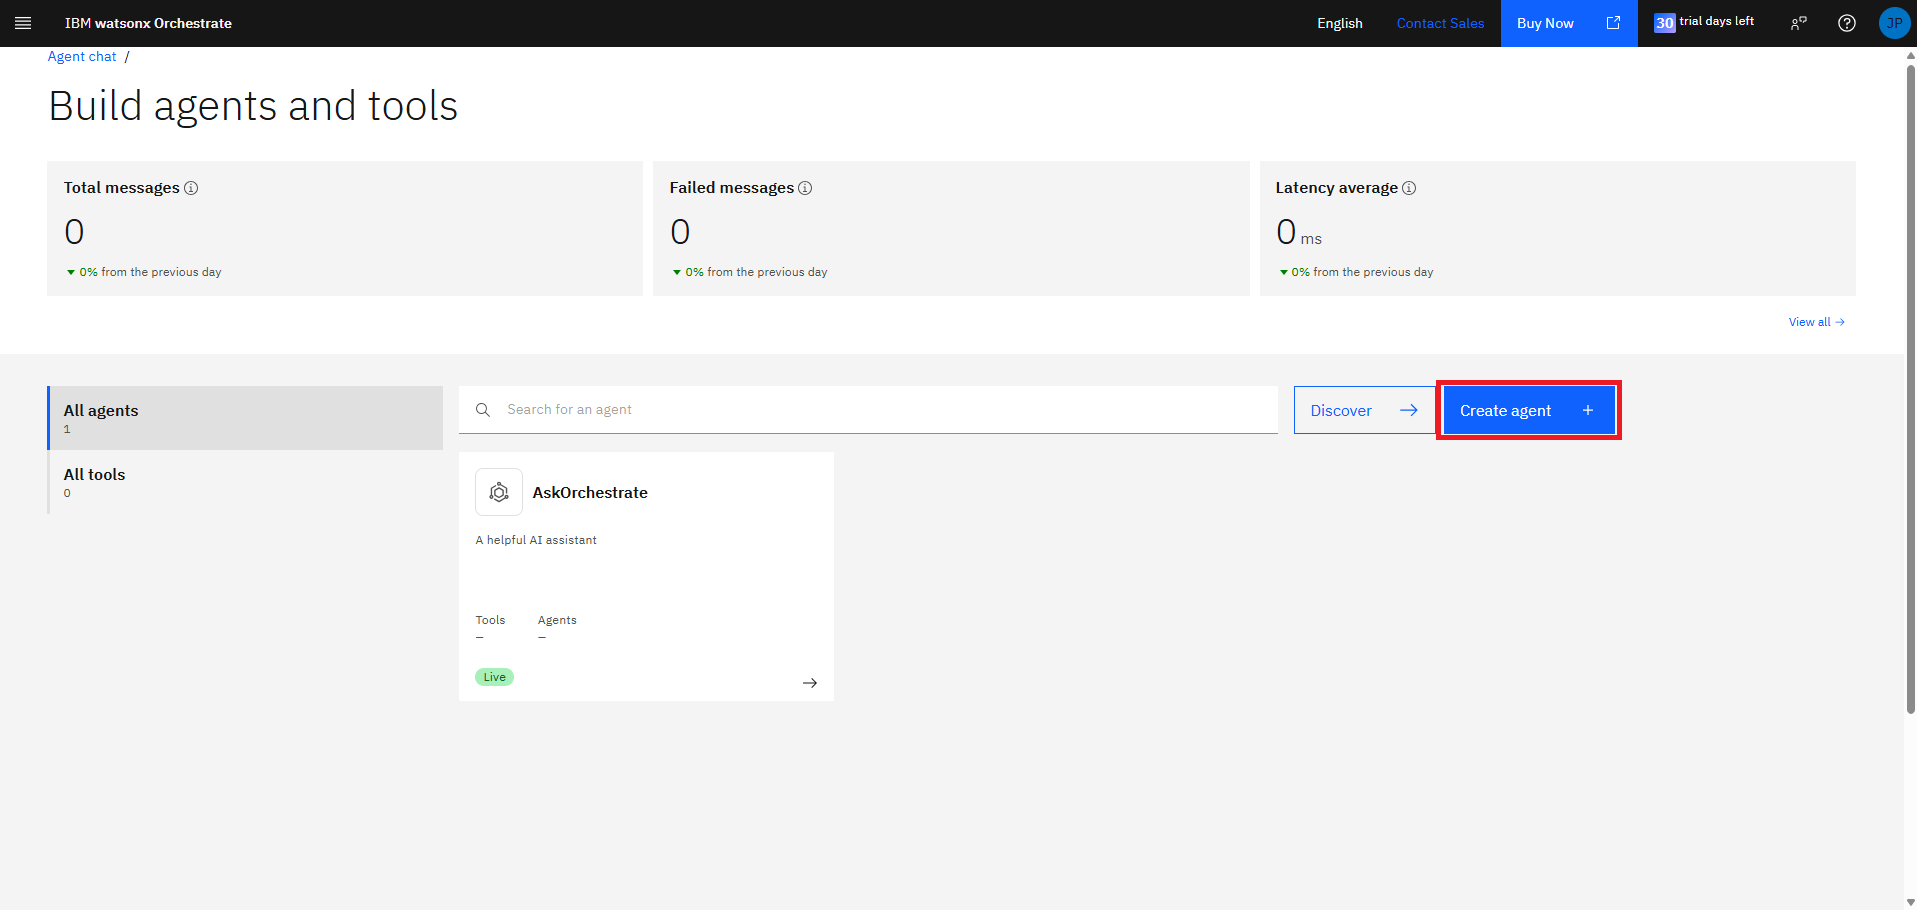 IBM watsonx Orchestrate
English
Contact Sales
Buy Now
30 trial days left
JP
Agent chat /
Build agents and tools
Total messages
0
0% from the previous day
Failed messages
0
0% from the previous day
Latency average
0 ms
0% from the previous day
View all
All agents
1
All tools
0
Search for an agent
Discover
Create agent +
AskOrchestrate
A helpful AI assistant
Tools Agents
– –
Live